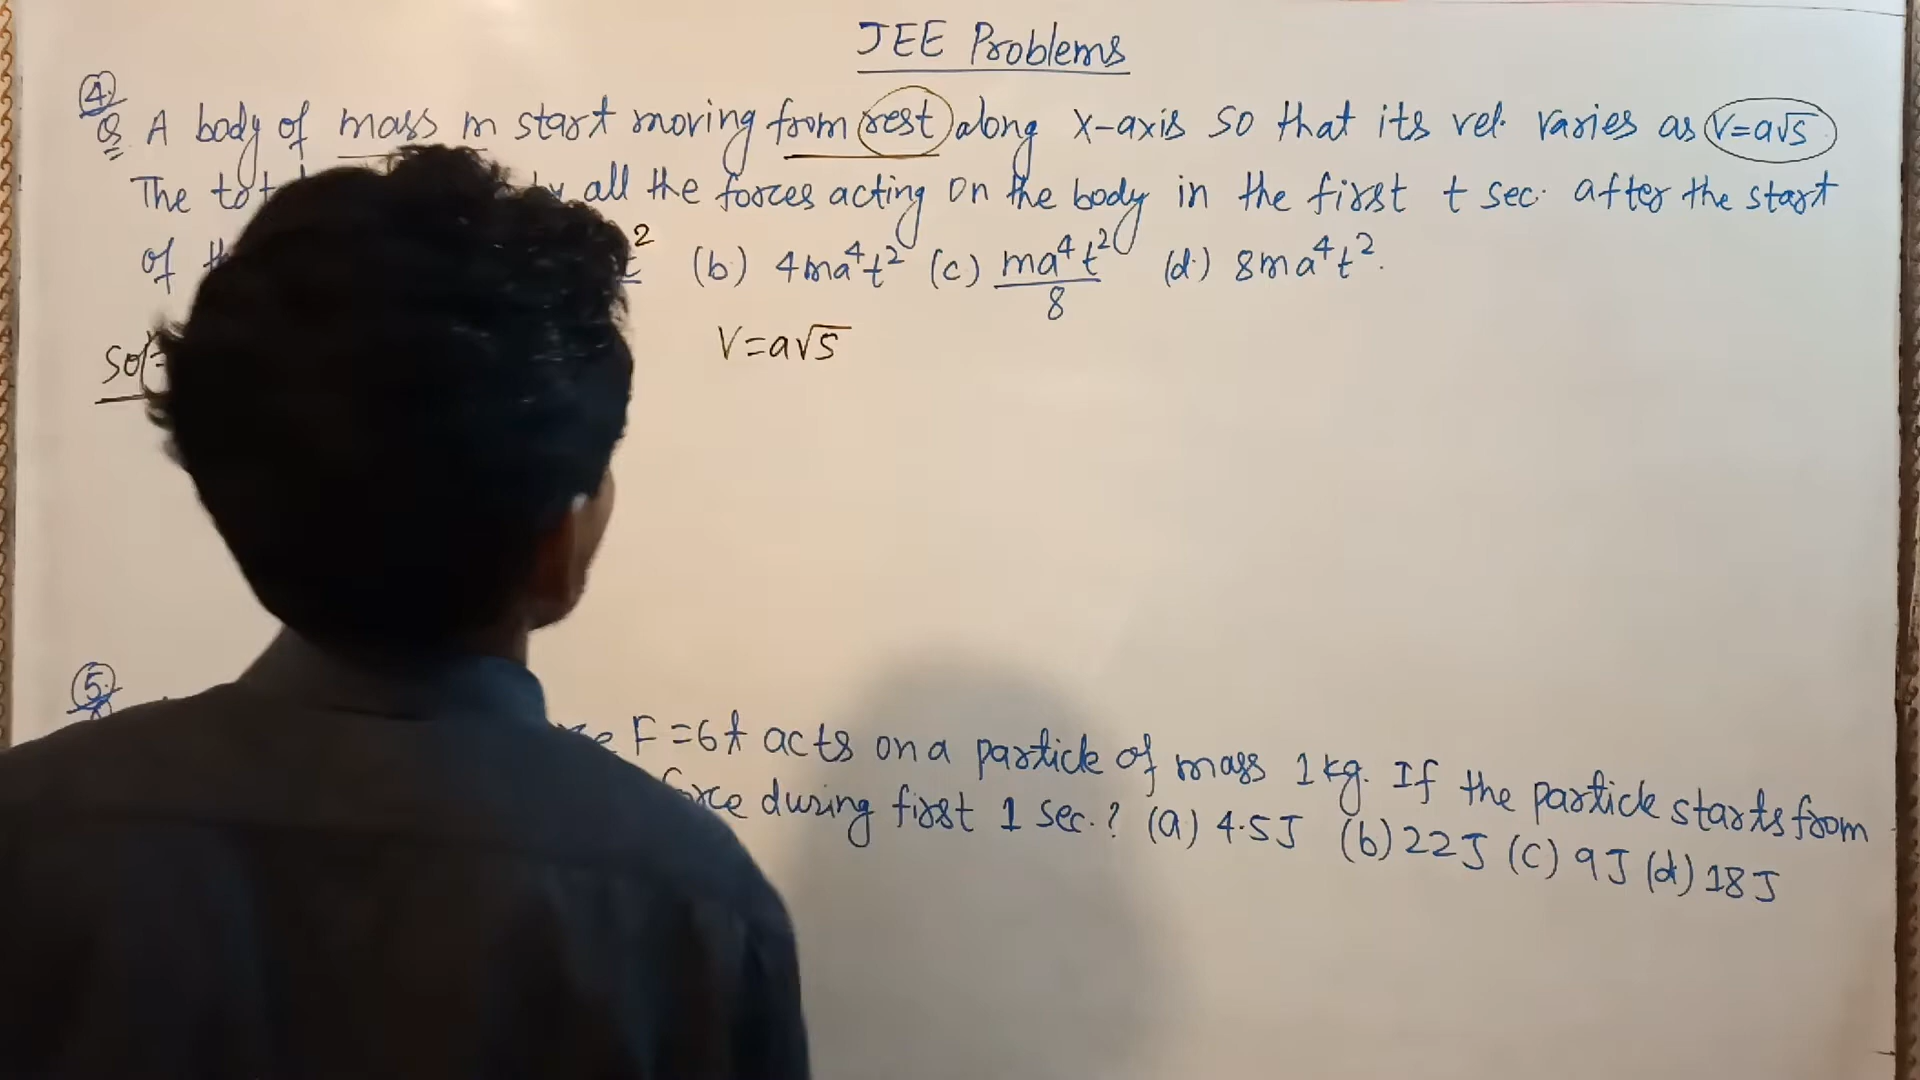 JEE Problems
④
Q A body of mass m start moving from rest along x-axis so that its vel. varies as v=a√s
The all the forces acting on the body in the first t sec. after the start
of 2 (b) 4ma⁴t² (c) ma⁴t²/8 (d) 8ma⁴t².
V=a√s
⑤
F=6t acts on a particle of mass 1kg. If the particle starts from
force during first 1 sec.? (a) 4.5J (b) 22J (c) 9J (d) 18J